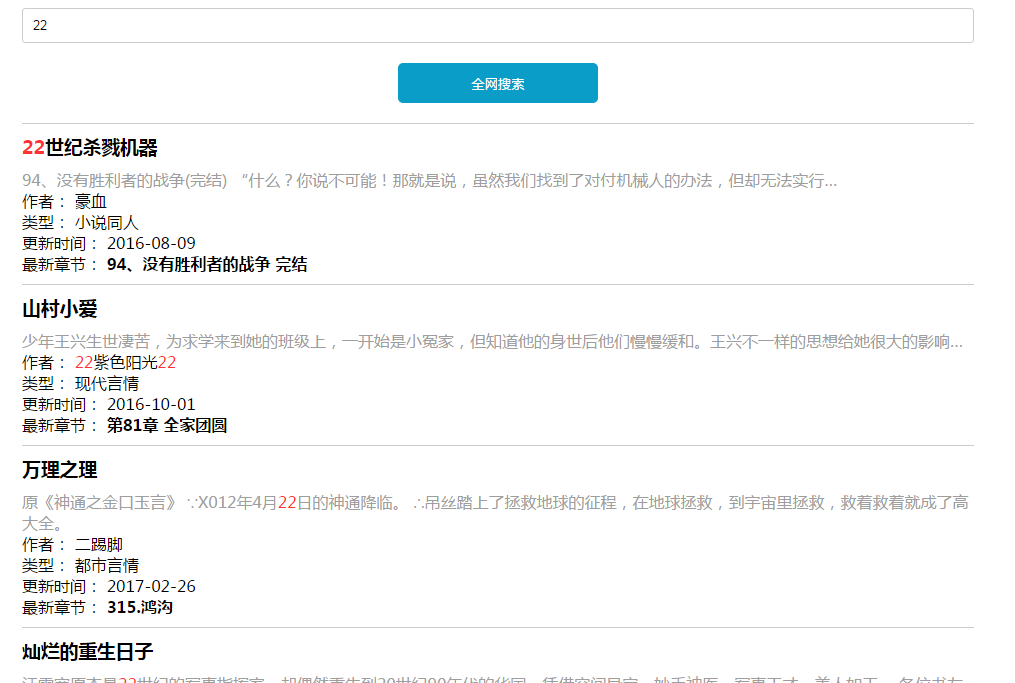 22
全网搜索
22世纪杀戮机器
94、没有胜利者的战争(完结) “什么？你说不可能！那就是说，虽然我们找到了对付机械人的办法，但却无法实行...
作者： 豪血
类型： 小说同人
更新时间： 2016-08-09
最新章节： 94、没有胜利者的战争 完结
山村小爱
少年王兴生世凄苦，为求学来到她的班级上，一开始是小冤家，但知道他的身世后他们慢慢缓和。王兴不一样的思想给她很大的影响...
作者： 22紫色阳光22
类型： 现代言情
更新时间： 2016-10-01
最新章节： 第81章 全家团圆
万理之理
原《神通之金口玉言》 ∵X012年4月22日的神通降临。 ∴吊丝踏上了拯救地球的征程，在地球拯救，到宇宙里拯救，救着救着就成了高
大全。
作者： 二踢脚
类型： 都市言情
更新时间： 2017-02-26
最新章节： 315.鸿沟
灿烂的重生日子